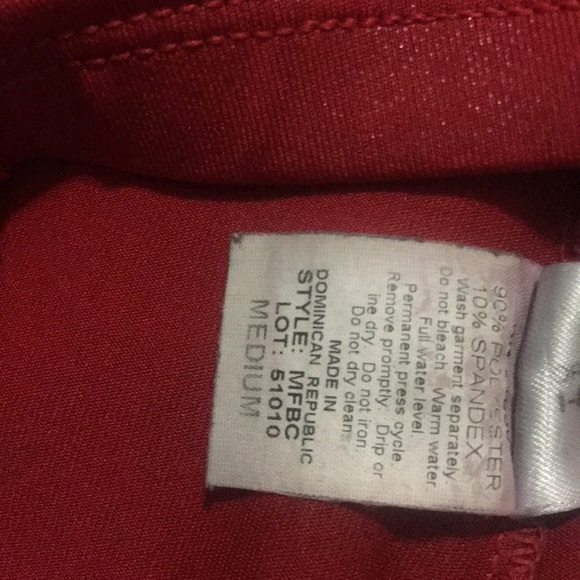 90% POLYESTER
10% SPANDEX
Wash garment separately
Do not bleach. Warm water
Full water level.
Permanent press cycle.
Remove promptly. Drip or
ine dry. Do not iron.
Do not dry clean.
MADE IN
DOMINICAN REPUBLIC
STYLE: MFBC
LOT: 51010
MEDIUM